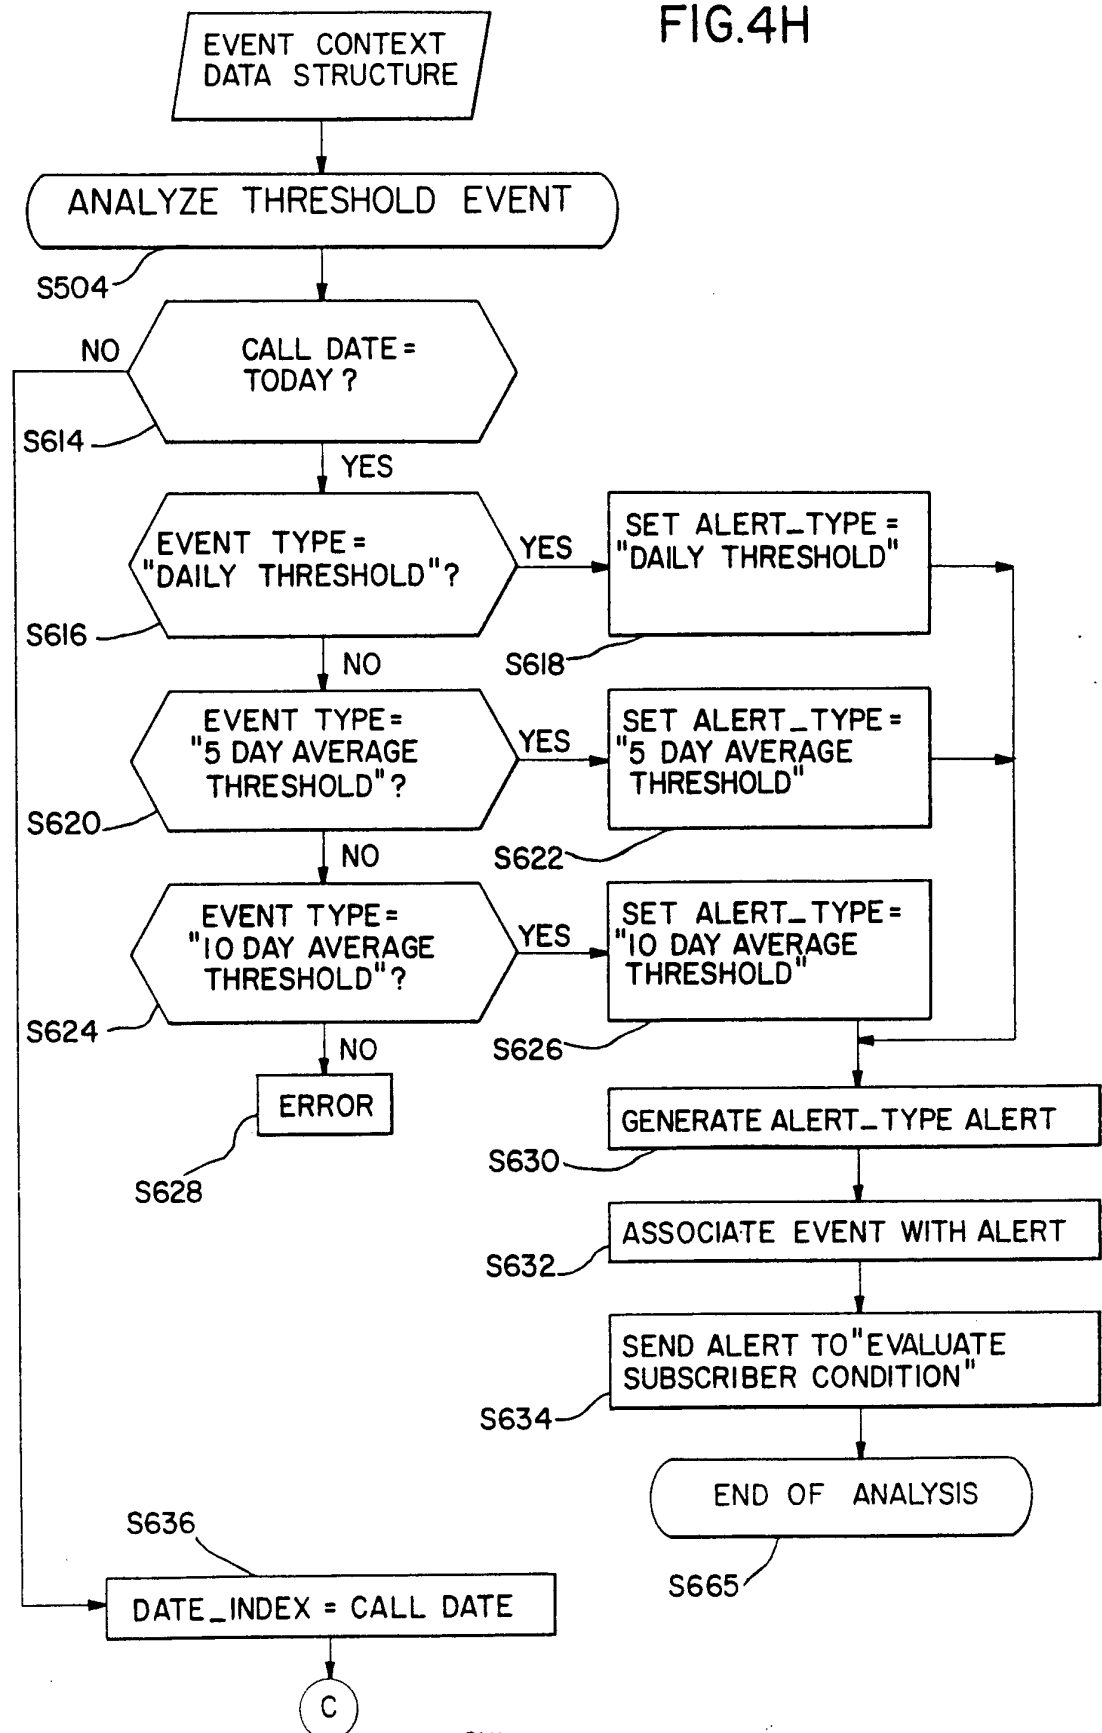 FIG.4H
EVENT CONTEXT
DATA STRUCTURE
ANALYZE THRESHOLD EVENT
S504
CALL DATE =
TODAY ?
NO
S614
YES
EVENT TYPE =
"DAILY THRESHOLD" ?
YES
SET ALERT_TYPE =
"DAILY THRESHOLD"
S616
S618
NO
EVENT TYPE =
"5 DAY AVERAGE
THRESHOLD" ?
YES
SET ALERT_TYPE =
"5 DAY AVERAGE
THRESHOLD"
S620
S622
NO
EVENT TYPE =
"10 DAY AVERAGE
THRESHOLD" ?
YES
SET ALERT_TYPE =
"10 DAY AVERAGE
THRESHOLD"
S624
S626
NO
ERROR
S628
GENERATE ALERT_TYPE ALERT
S630
ASSOCIATE EVENT WITH ALERT
S632
SEND ALERT TO "EVALUATE
SUBSCRIBER CONDITION"
S634
END OF ANALYSIS
S665
S636
DATE_INDEX = CALL DATE
C